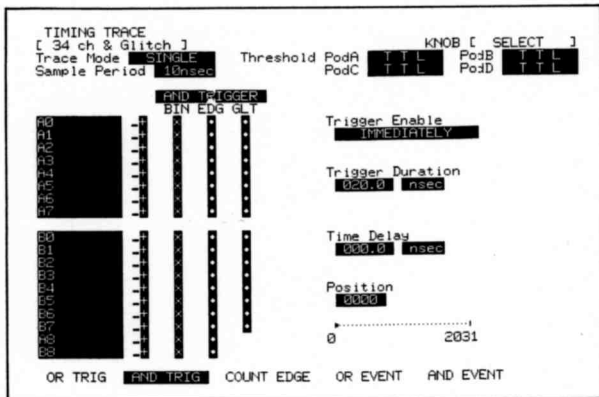 TIMING TRACE
[ 34 ch & Glitch ]
KNOB [ SELECT ]
Trace Mode SINGLE
Threshold PodA TTL PodB TTL
Sample Period 10nsec
PodC TTL PodD TTL
AND TRIGGER
BIN EDG GLT
A0 -+ X
A1 -+ X
A2 -+ X
A3 -+ X
A4 -+ X
A5 -+ X
A6 -+ X
A7 -+ X
B0 -+ X
B1 -+ X
B2 -+ X
B3 -+ X
B4 -+ X
B5 -+ X
B6 -+ X
B7 -+ X
A8 -+ X
B8 -+ X
Trigger Enable
IMMEDIATELY
Trigger Duration
020.0 nsec
Time Delay
000.0 nsec
Position
0000
0 2031
OR TRIG AND TRIG COUNT EDGE OR EVENT AND EVENT